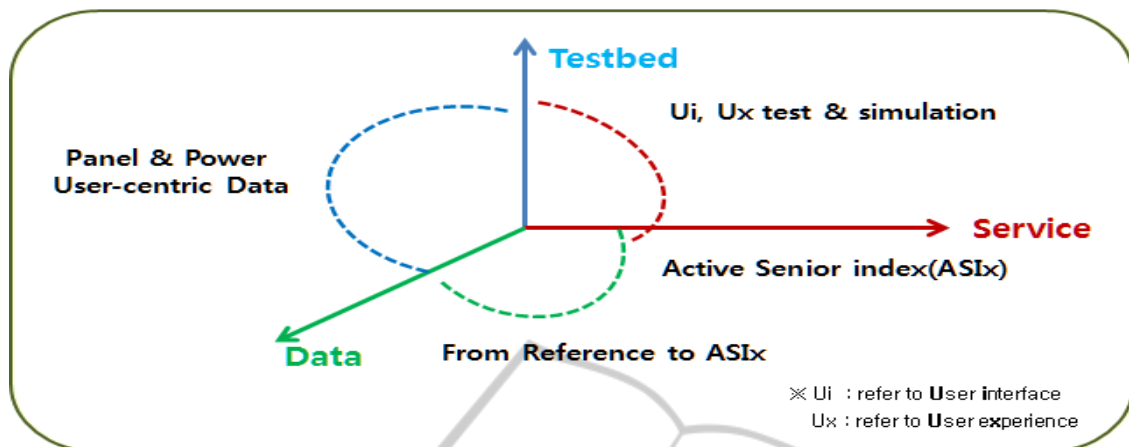 Testbed
Ui, Ux test & simulation
Panel & Power
User-centric Data
Service
Active Senior index(ASIx)
Data
From Reference to ASIx
※ Ui : refer to User interface
Ux : refer to User experience